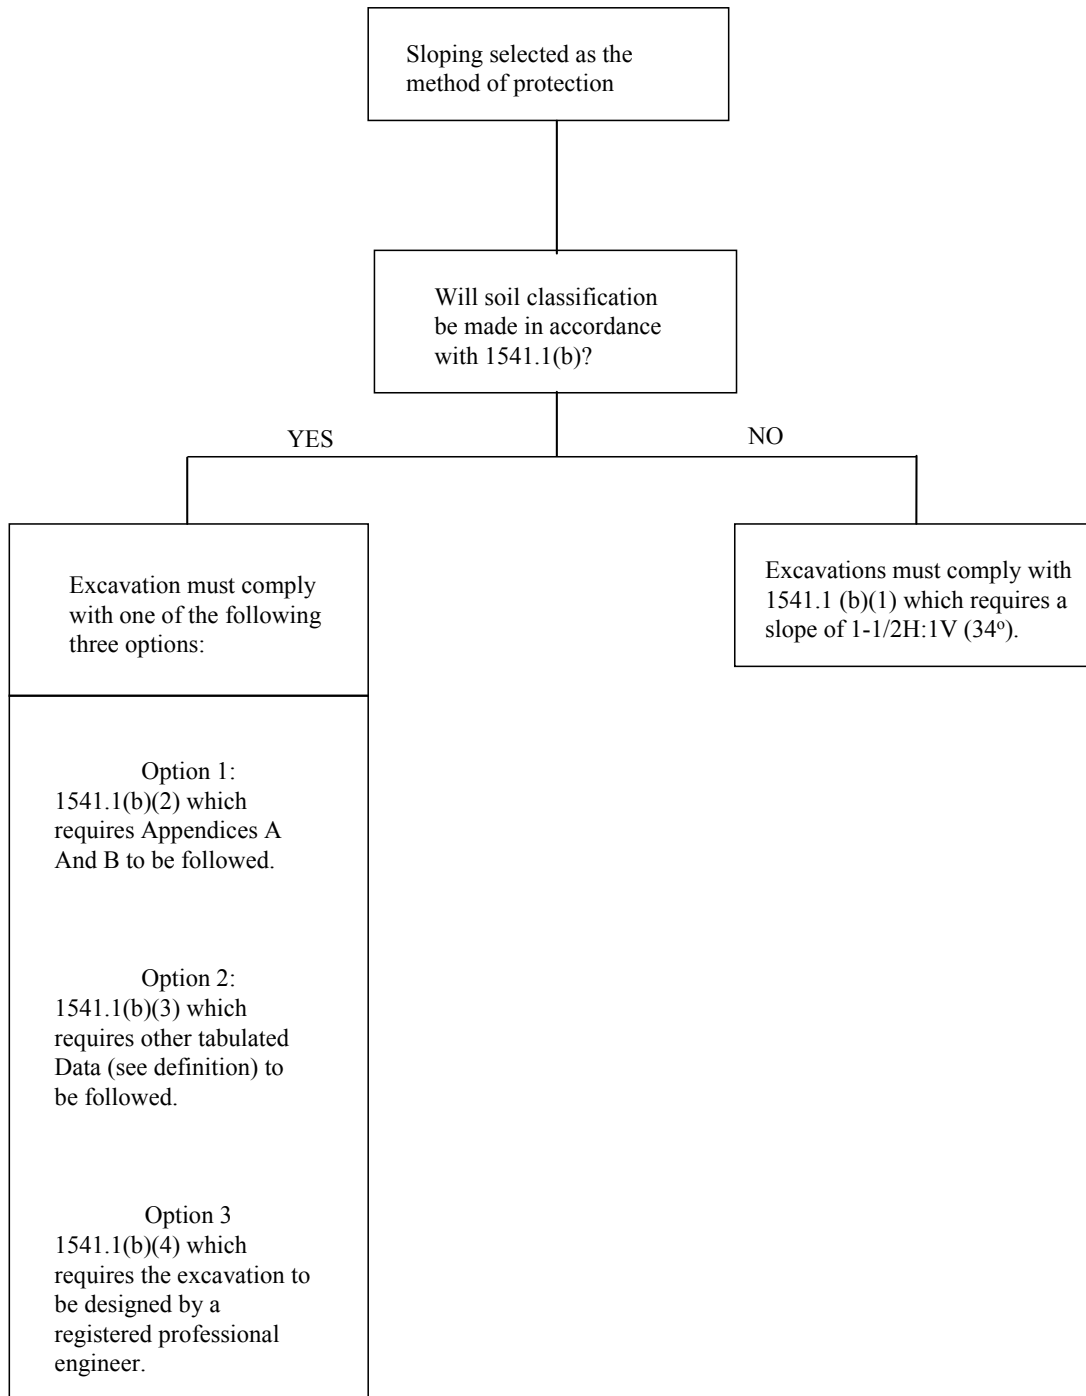 Sloping selected as the
method of protection
Will soil classification
be made in accordance
with 1541.1(b)?
YES
NO
Excavation must comply
with one of the following
three options:
Excavations must comply with
1541.1 (b)(1) which requires a
slope of 1-1/2H:1V (34º).
Option 1:
1541.1(b)(2) which
requires Appendices A
And B to be followed.
Option 2:
1541.1(b)(3) which
requires other tabulated
Data (see definition) to
be followed.
Option 3
1541.1(b)(4) which
requires the excavation to
be designed by a
registered professional
engineer.